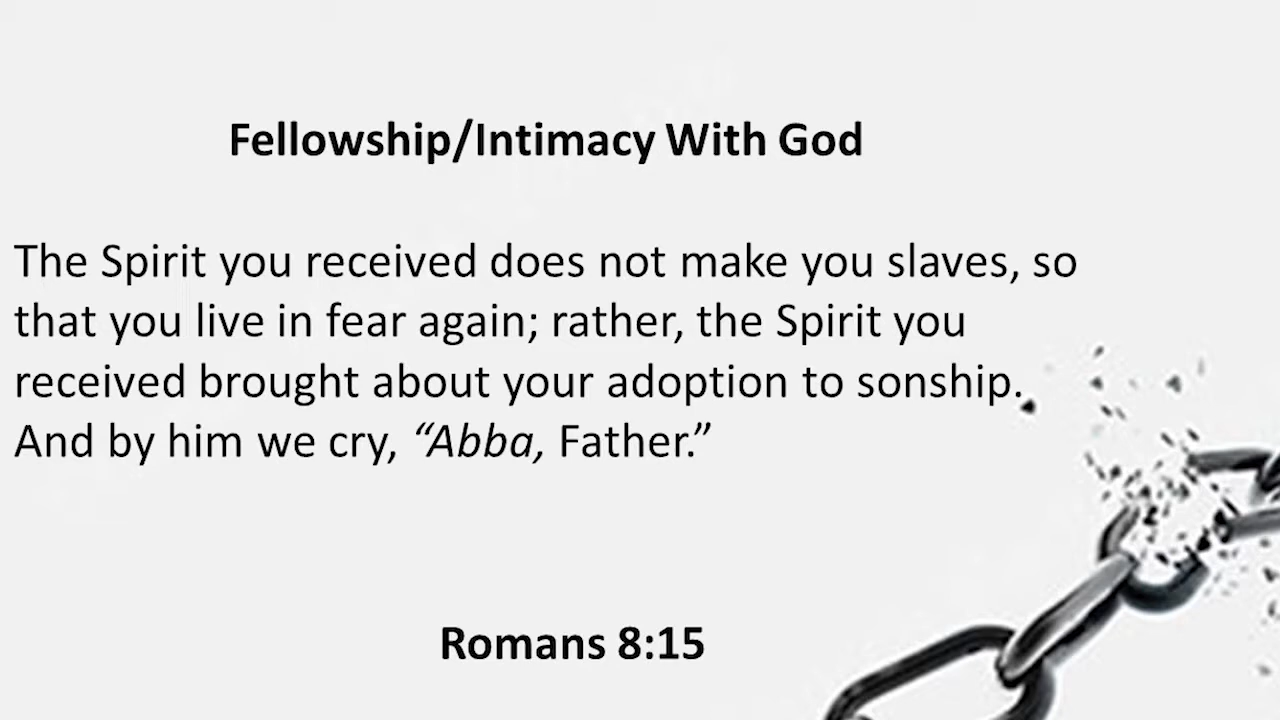 Fellowship/Intimacy With God
The Spirit you received does not make you slaves, so
that you live in fear again; rather, the Spirit you
received brought about your adoption to sonship.
And by him we cry, “Abba, Father.”
Romans 8:15